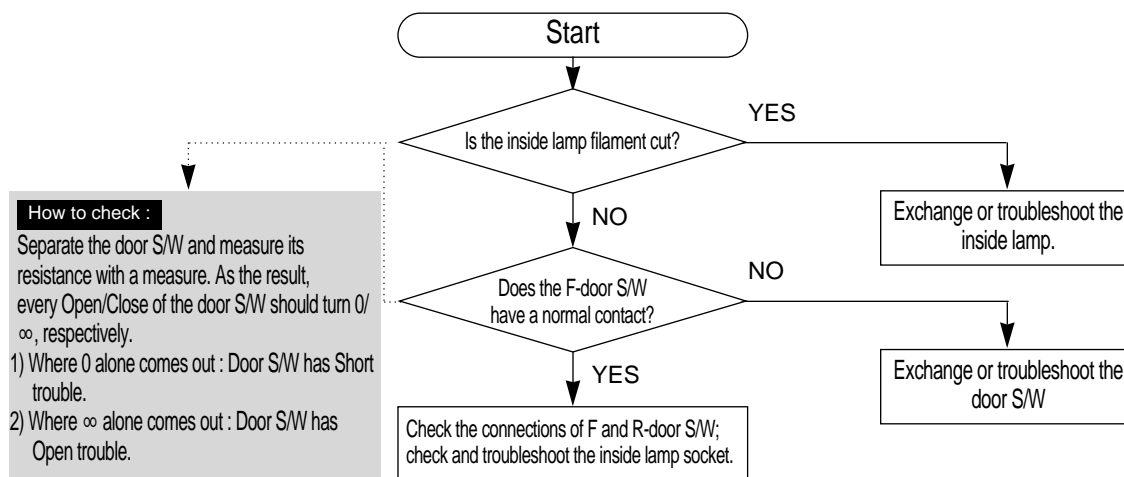 Start
Is the inside lamp filament cut?
YES
NO
Exchange or troubleshoot the
inside lamp.
How to check :
Separate the door S/W and measure its
resistance with a measure. As the result,
every Open/Close of the door S/W should turn 0/
∞, respectively.
1) Where 0 alone comes out : Door S/W has Short
trouble.
2) Where ∞ alone comes out : Door S/W has
Open trouble.
Does the F-door S/W
have a normal contact?
NO
YES
Exchange or troubleshoot the
door S/W
Check the connections of F and R-door S/W;
check and troubleshoot the inside lamp socket.